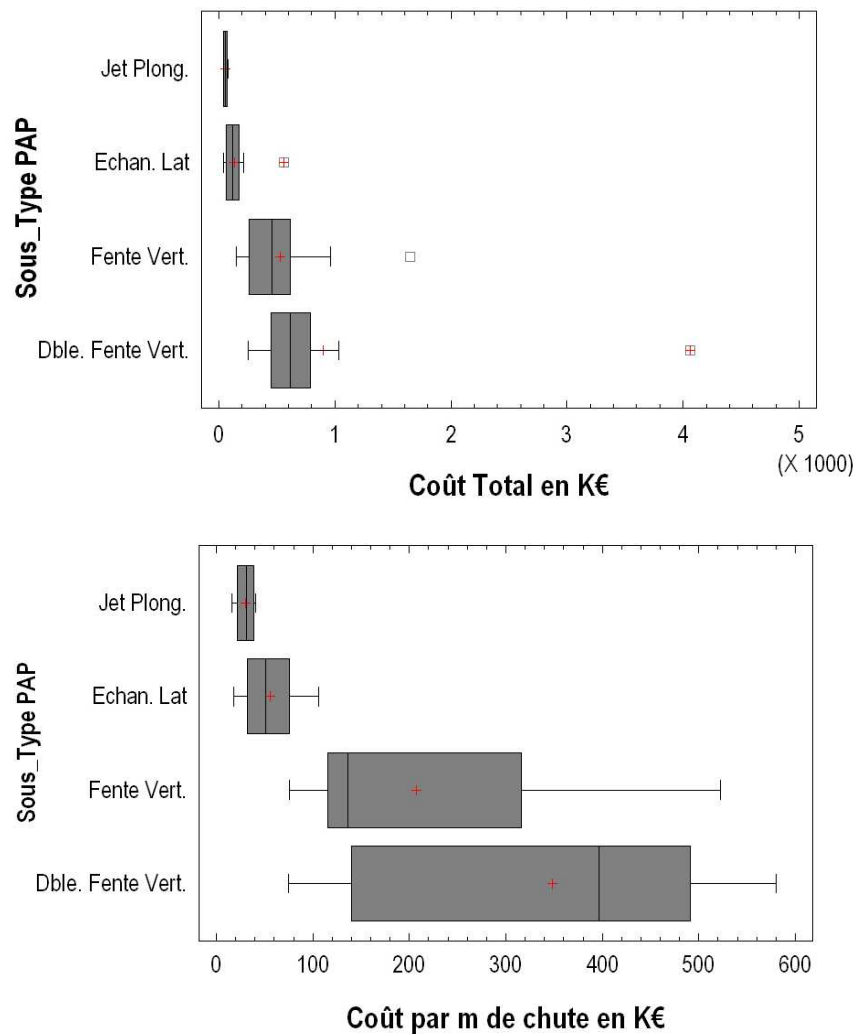 Sous_Type PAP
Jet Plong.
Echan. Lat
Fente Vert.
Dble. Fente Vert.
0 1 2 3 4 5
(X 1000)
Coût Total en K€
Sous_Type PAP
Jet Plong.
Echan. Lat
Fente Vert.
Dble. Fente Vert.
0 100 200 300 400 500 600
Coût par m de chute en K€